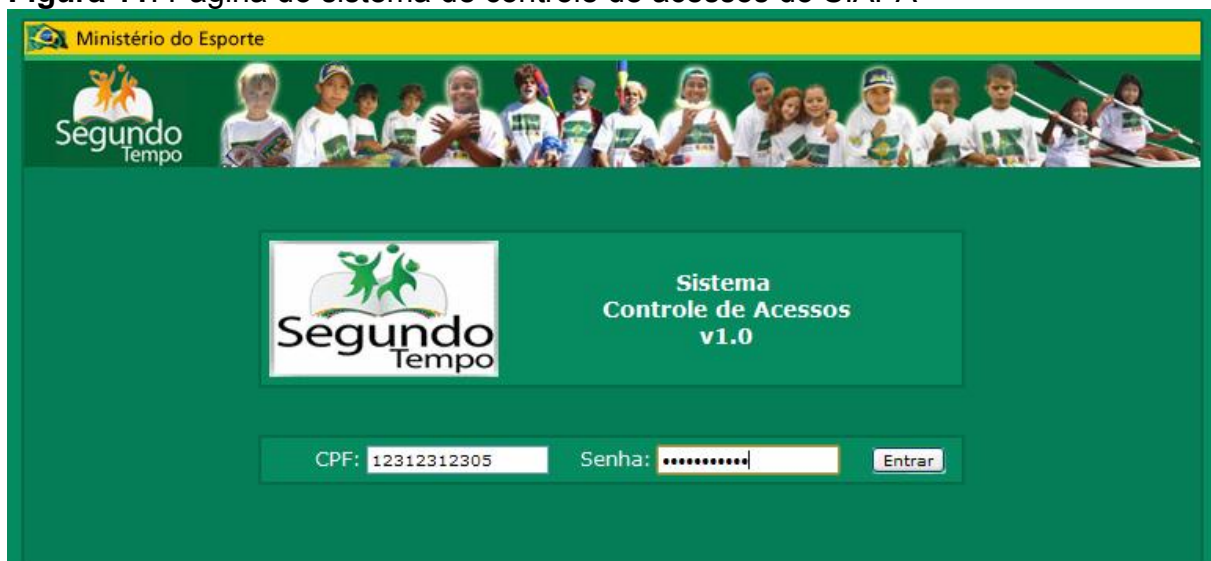 Ministério do Esporte
Segundo
Tempo
Segundo
Tempo
Sistema
Controle de Acessos
v1.0
CPF: 12312312305 Senha: ••••••••••• Entrar